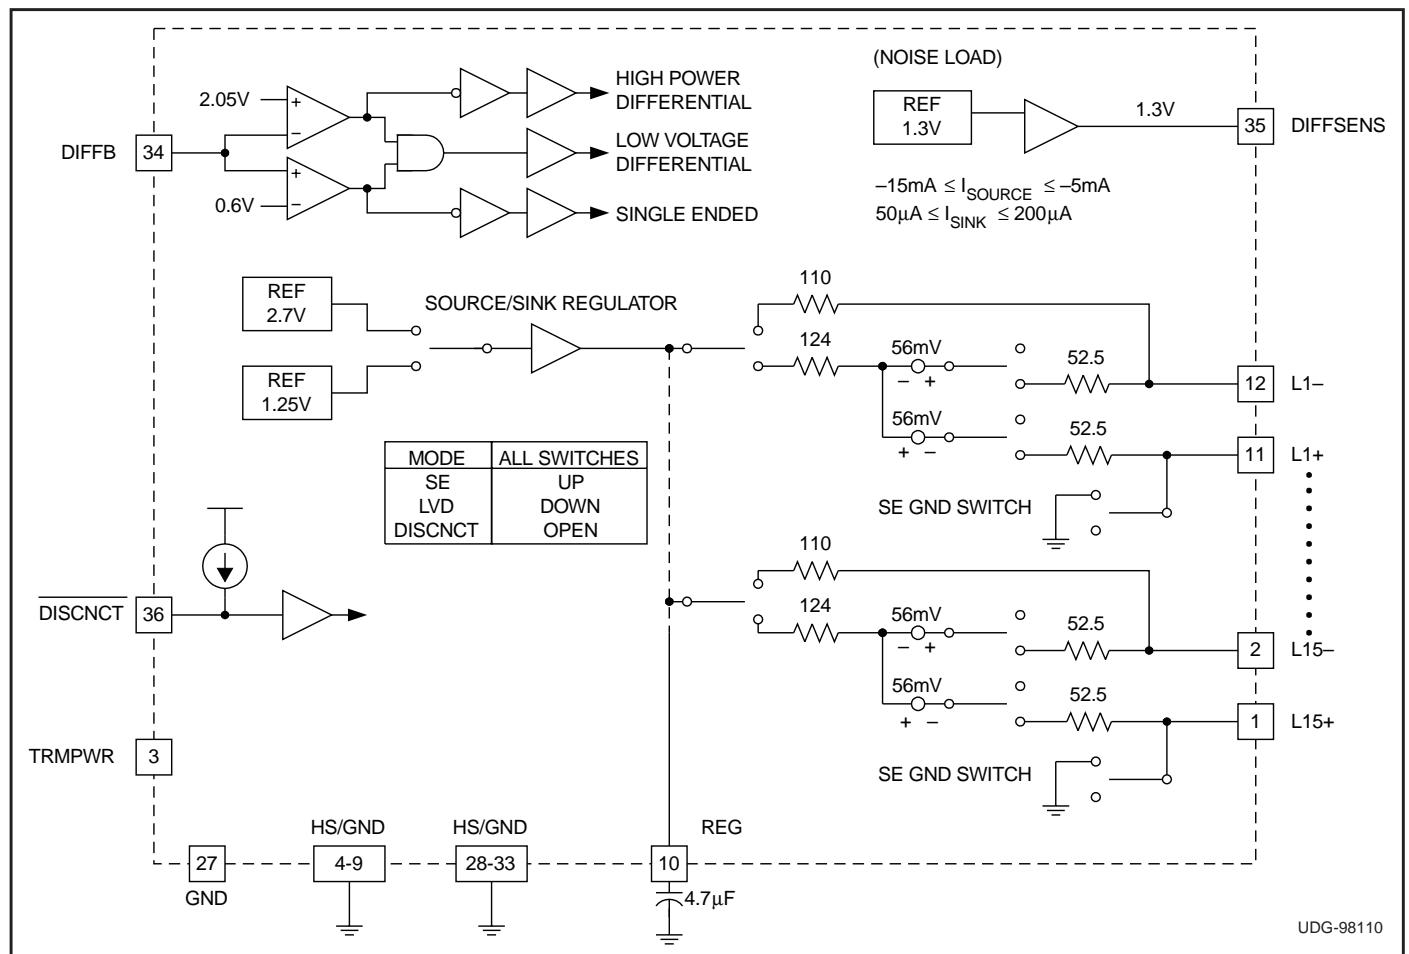 (NOISE LOAD)
HIGH POWER
DIFFERENTIAL
2.05V
+
−
REF
1.3V
1.3V
35
DIFFSENS
DIFFB
34
LOW VOLTAGE
DIFFERENTIAL
+
−
0.6V
SINGLE ENDED
–15mA ≤ I_SOURCE ≤ –5mA
50µA ≤ I_SINK ≤ 200µA
REF
2.7V
SOURCE/SINK REGULATOR
110
124
56mV
− +
52.5
12
L1–
REF
1.25V
56mV
+ −
52.5
11
L1+
MODE ALL SWITCHES
SE UP
LVD DOWN
DISCNCT OPEN
SE GND SWITCH
110
DISCNCT
36
124
56mV
− +
52.5
2
L15–
56mV
+ −
52.5
1
L15+
TRMPWR
3
SE GND SWITCH
HS/GND
HS/GND
REG
27
4-9
28-33
10
GND
4.7µF
UDG-98110